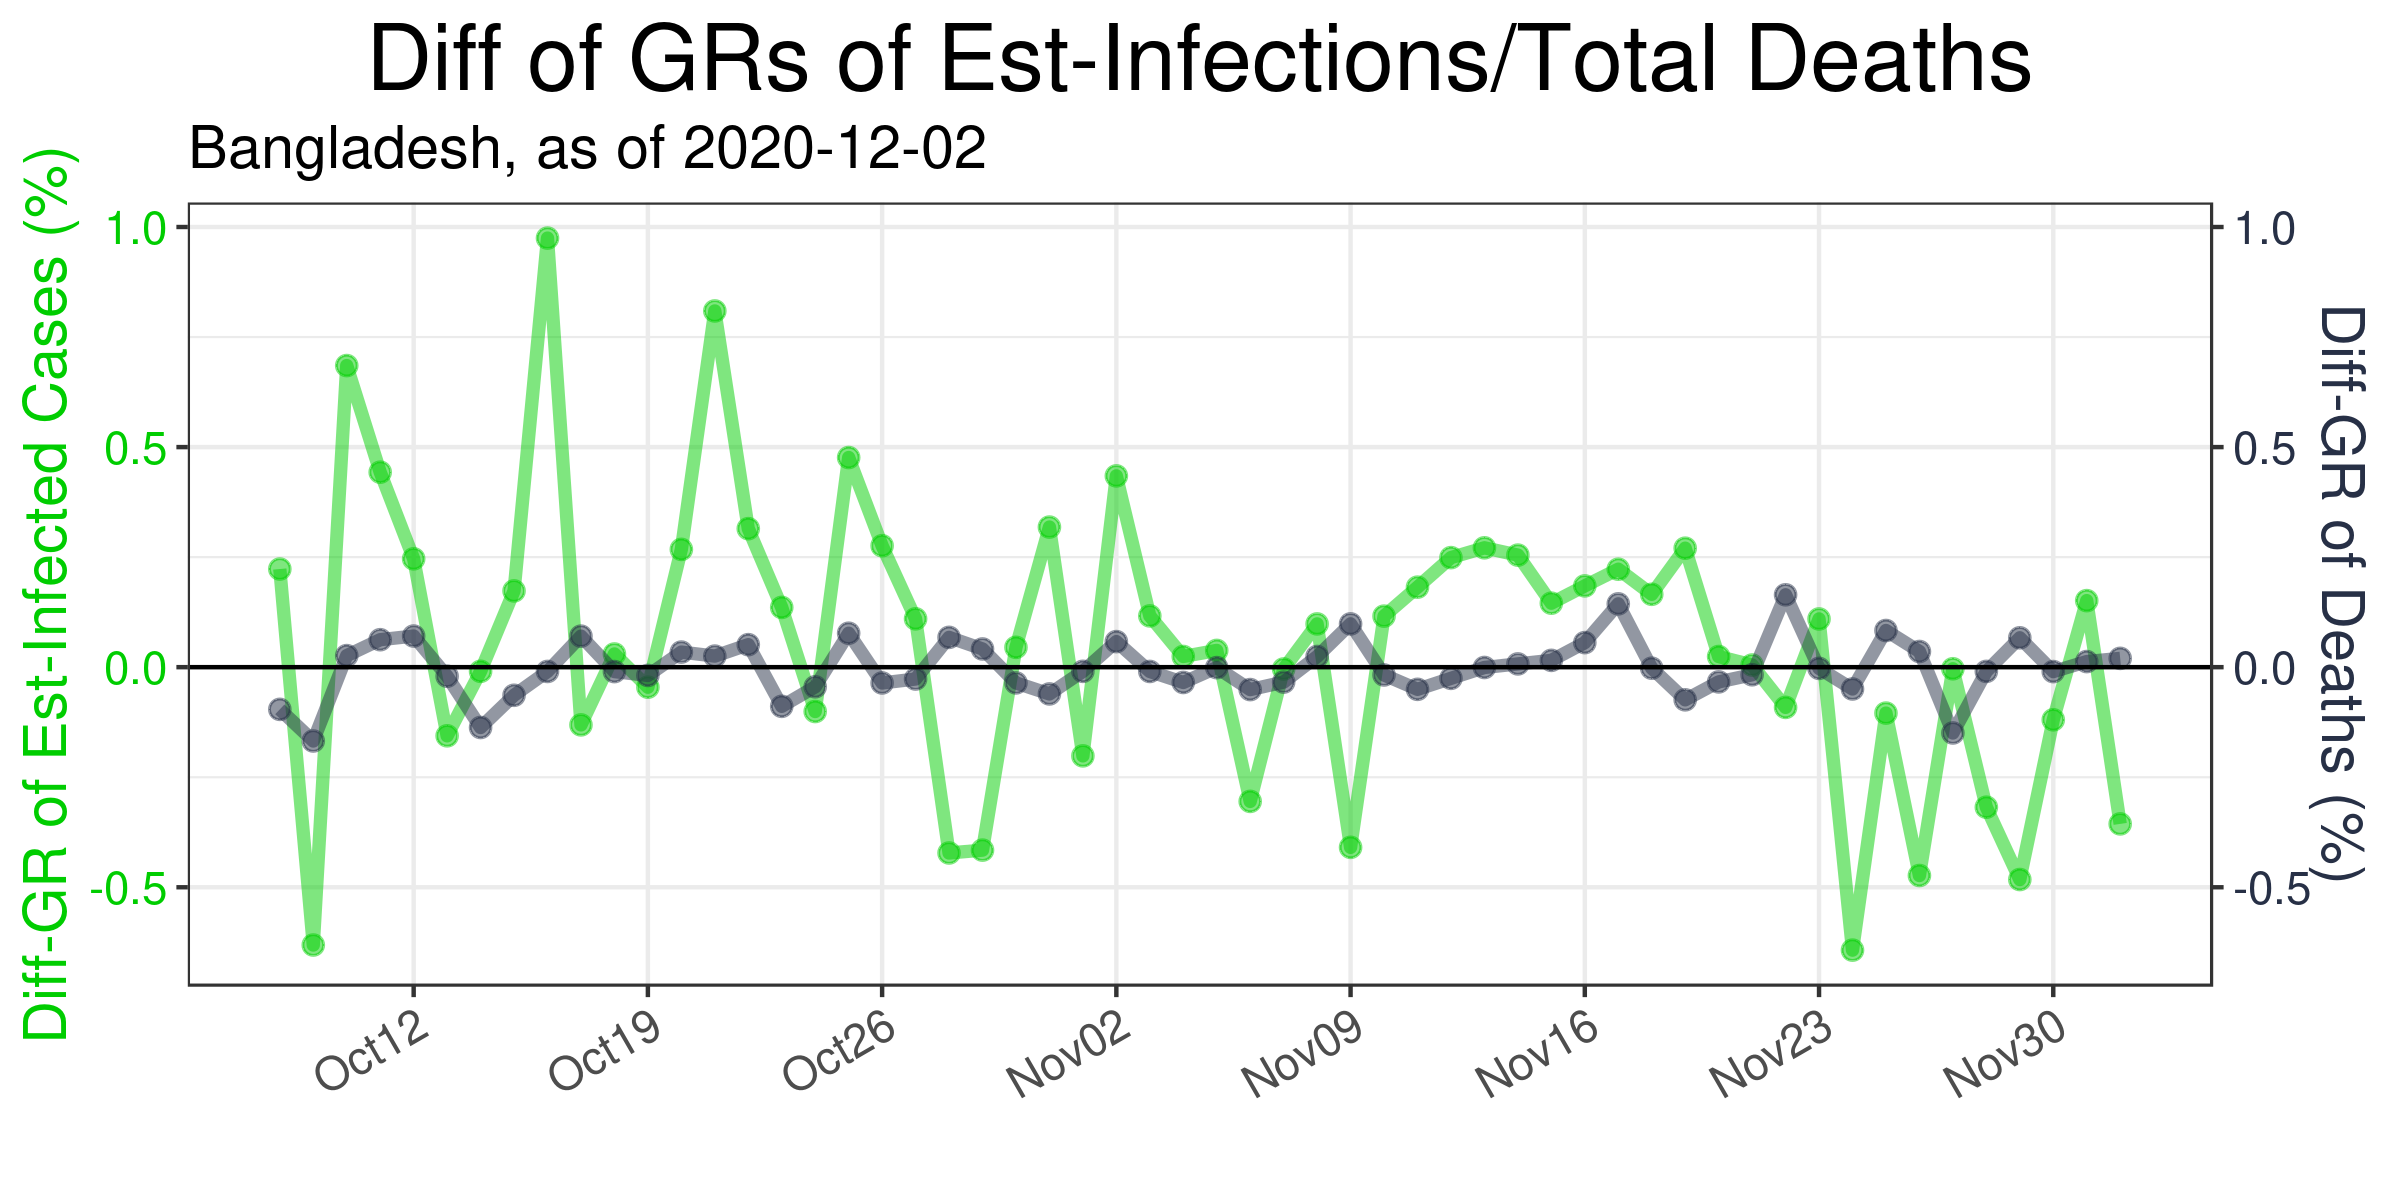 Diff of GRs of Est-Infections/Total Deaths
Bangladesh, as of 2020-12-02
Diff-GR of Est-Infected Cases (%)
1.0
0.5
0.0
-0.5
1.0
0.5
0.0
-0.5
Diff-GR of Deaths (%)
Oct12
Oct19
Oct26
Nov02
Nov09
Nov16
Nov23
Nov30